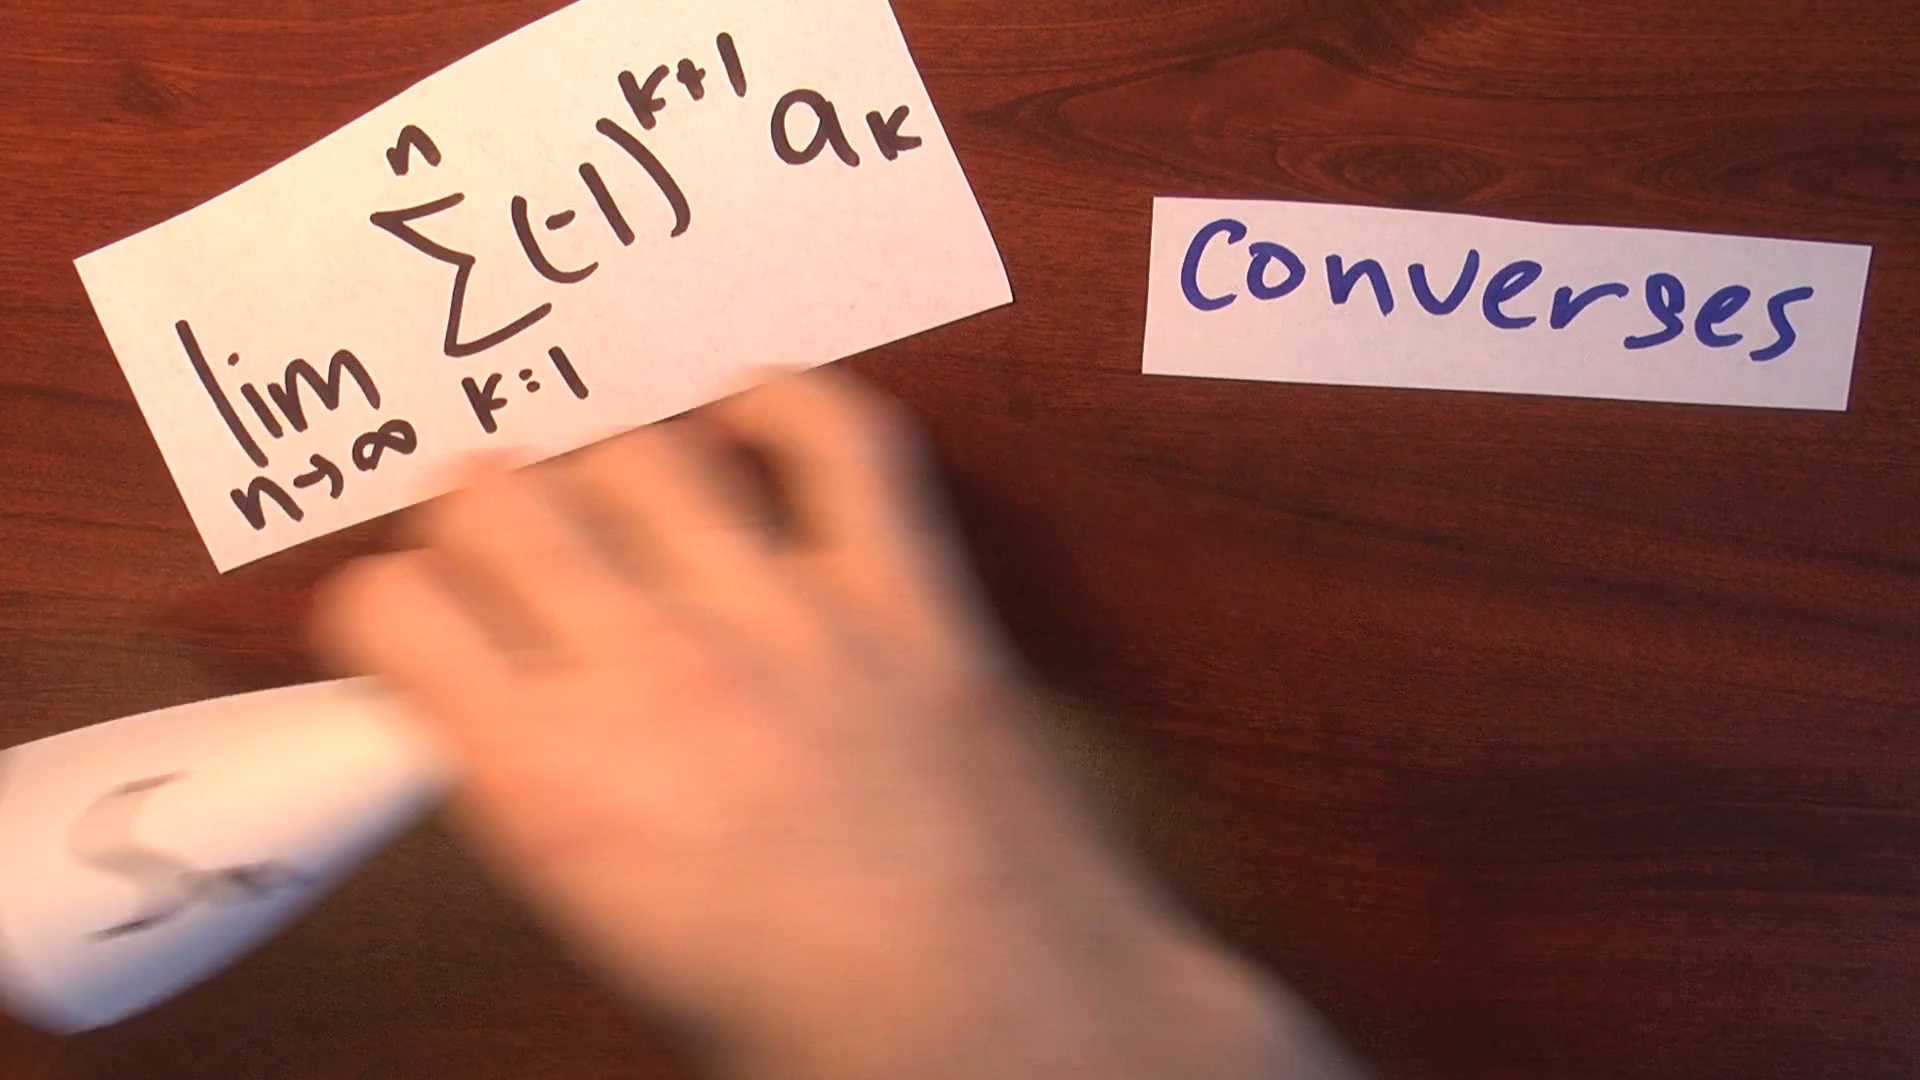 lim n→∞ n Σ k=1 (-1)^k+1 a_k
Converges